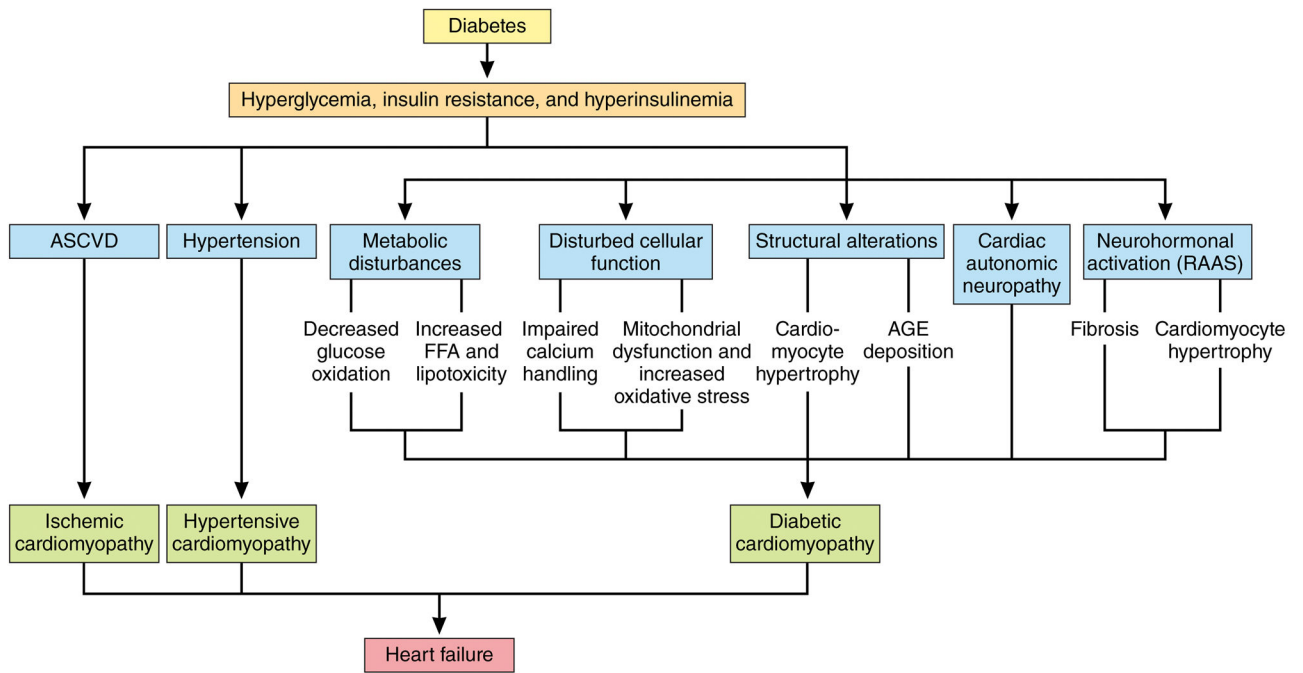 Diabetes
Hyperglycemia, insulin resistance, and hyperinsulinemia
ASCVD
Hypertension
Metabolic
disturbances
Disturbed cellular
function
Structural alterations
Cardiac
autonomic
neuropathy
Neurohormonal
activation (RAAS)
Decreased
glucose
oxidation
Increased
FFA and
lipotoxicity
Impaired
calcium
handling
Mitochondrial
dysfunction and
increased
oxidative stress
Cardio-
myocyte
hypertrophy
AGE
deposition
Fibrosis
Cardiomyocyte
hypertrophy
Ischemic
cardiomyopathy
Hypertensive
cardiomyopathy
Diabetic
cardiomyopathy
Heart failure